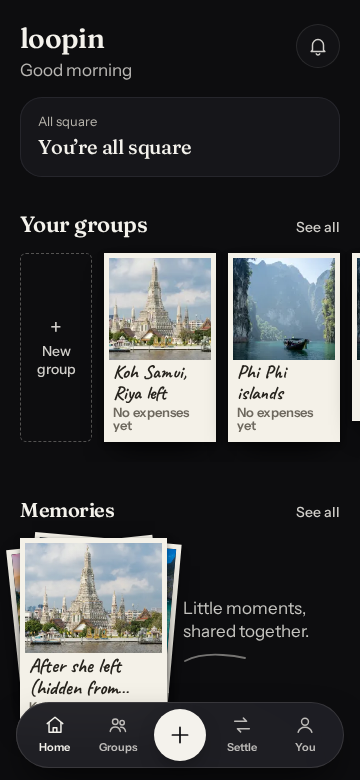 loopin
Good morning
All square
You're all square
Your groups
See all
+
New
group
Koh Samui,
Riya left
No expenses
yet
Phi Phi
islands
No expenses
yet
Memories
See all
Little moments,
shared together.
After she left
(hidden from...
Home
Groups
+
Settle
You